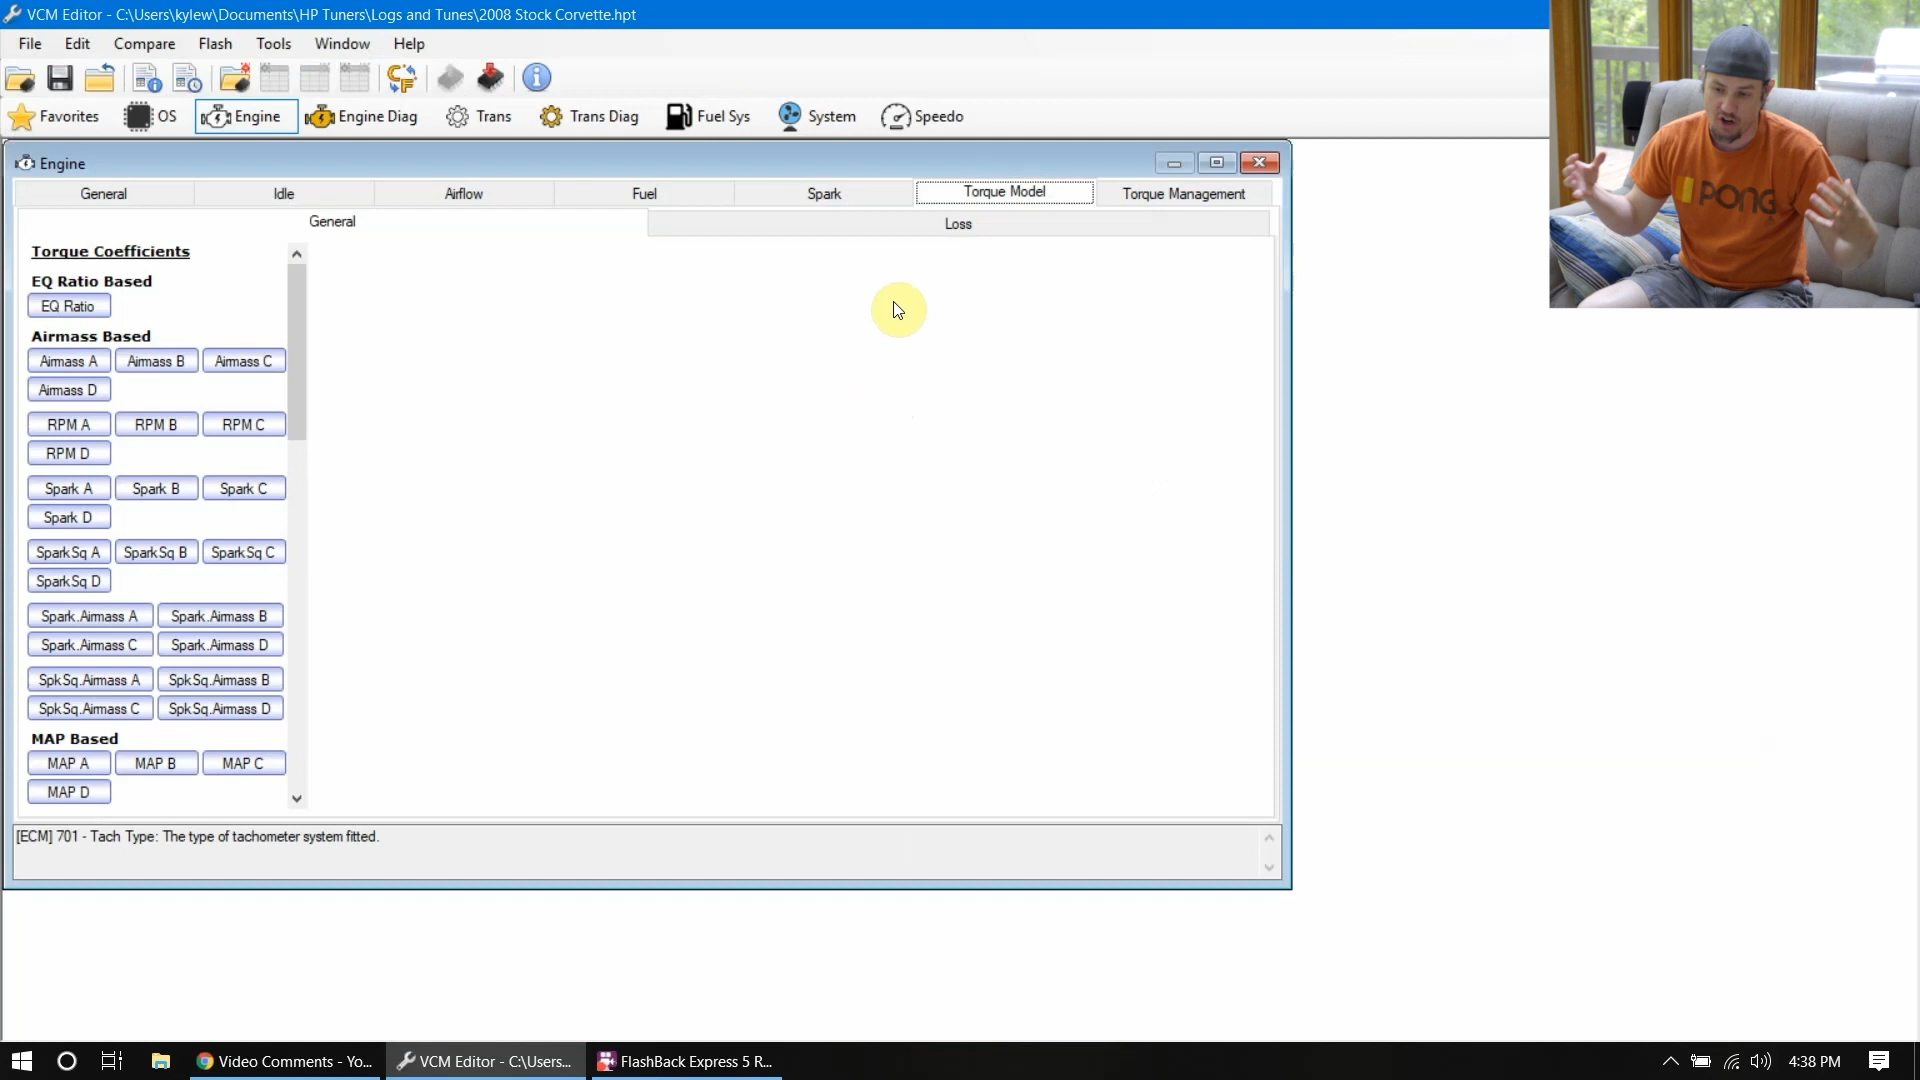 VCM Editor - C:\Users\kylew\Documents\HP Tuners\Logs and Tunes\2008 Stock Corvette.hpt
File Edit Compare Flash Tools Window Help
Favorites OS Engine Engine Diag Trans Trans Diag Fuel Sys System Speedo
Engine
General Idle Airflow Fuel Spark Torque Model Torque Management
General Loss
Torque Coefficients
EQ Ratio Based
EQ Ratio
Airmass Based
Airmass A Airmass B Airmass C
Airmass D
RPM A RPM B RPM C
RPM D
Spark A Spark B Spark C
Spark D
SparkSq A SparkSq B SparkSq C
SparkSq D
Spark.Airmass A Spark.Airmass B
Spark.Airmass C Spark.Airmass D
SpkSq.Airmass A SpkSq.Airmass B
SpkSq.Airmass C SpkSq.Airmass D
MAP Based
MAP A MAP B MAP C
MAP D
[ECM] 701 - Tach Type: The type of tachometer system fitted.
PONG
Video Comments - Yo... VCM Editor - C:\Users... FlashBack Express 5 R... 4:38 PM